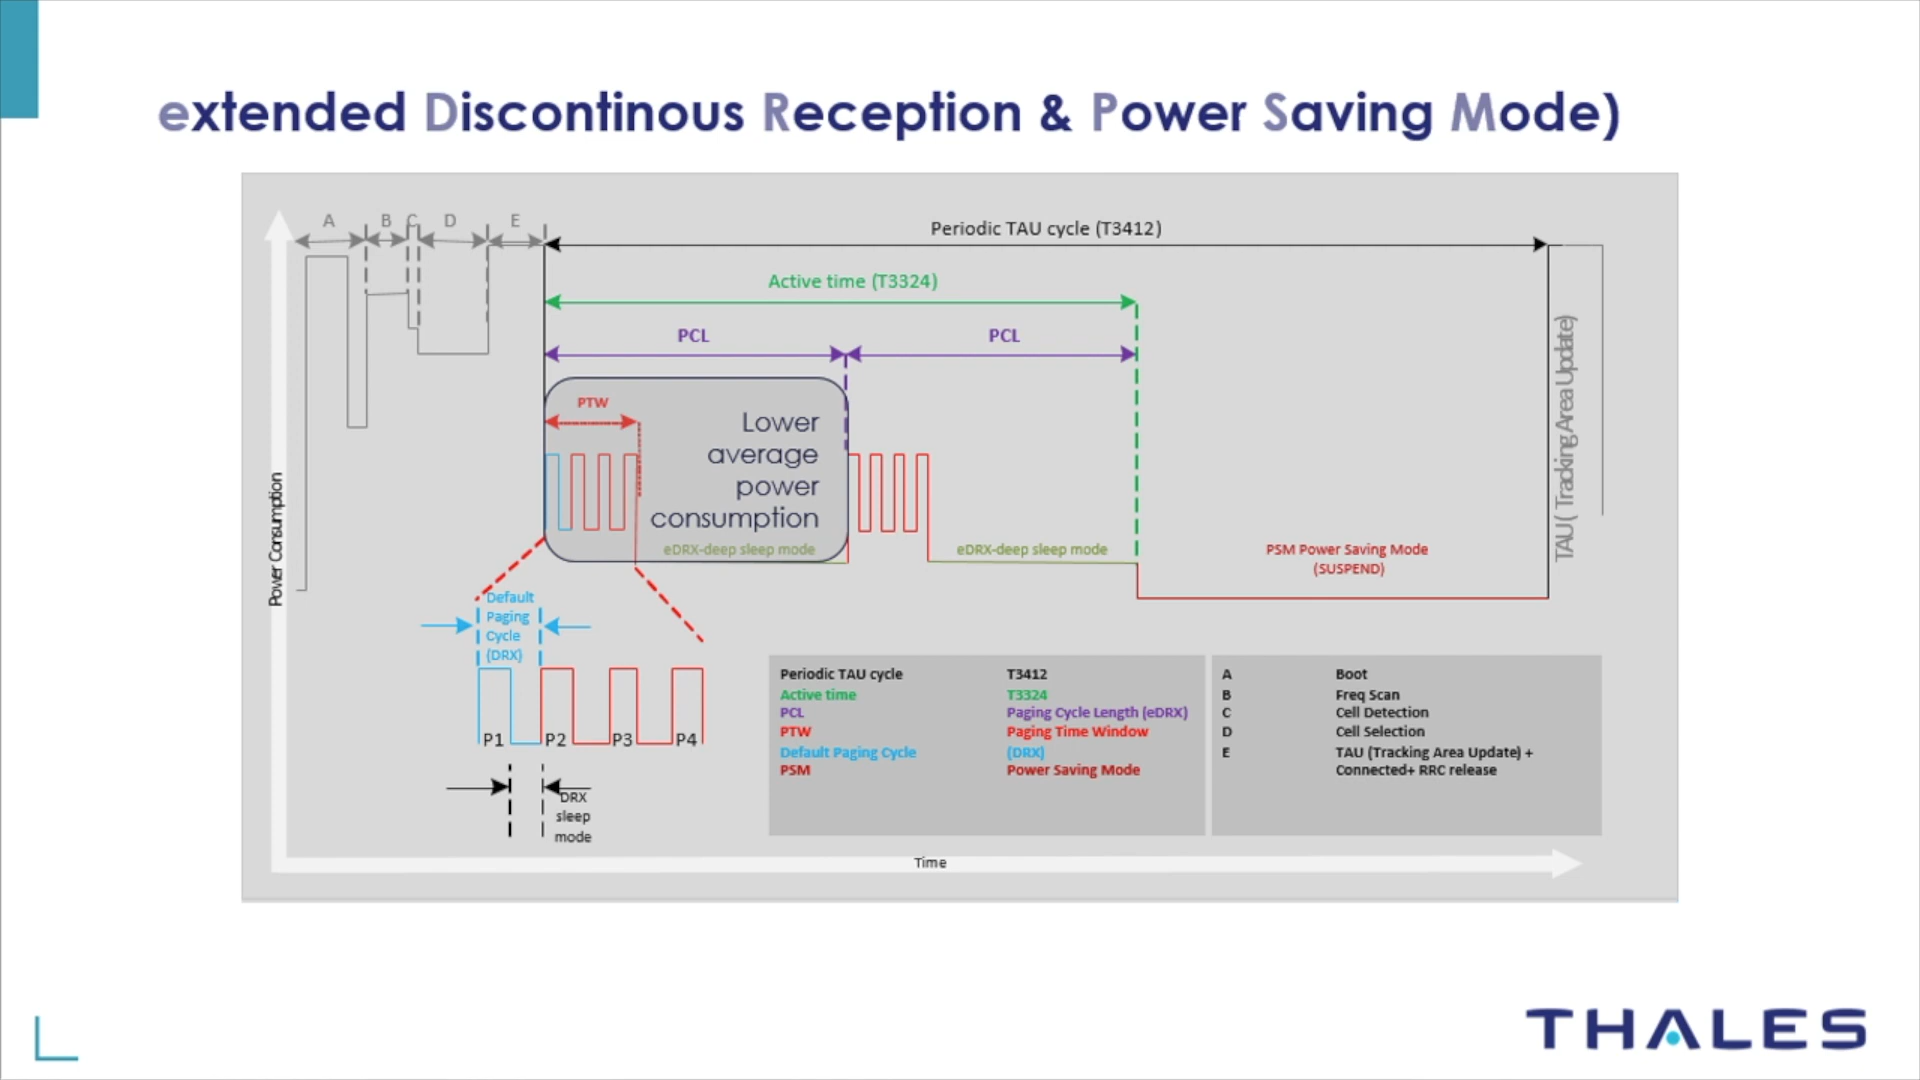 extended Discontinous Reception & Power Saving Mode)
A B C D E
Periodic TAU cycle (T3412)
Active time (T3324)
PCL PCL
PTW
Lower
average
power
consumption
eDRX-deep sleep mode
eDRX-deep sleep mode
PSM Power Saving Mode
(SUSPEND)
TAU( Tracking Area Update)
Power Consumption
Default
Paging
Cycle
(DRX)
P1 P2 P3 P4
DRX
sleep
mode
Periodic TAU cycle T3412
Active time T3324
PCL Paging Cycle Length (eDRX)
PTW Paging Time Window
Default Paging Cycle (DRX)
PSM Power Saving Mode
A Boot
B Freq Scan
C Cell Detection
D Cell Selection
E TAU (Tracking Area Update) +
Connected+ RRC release
Time
THALES